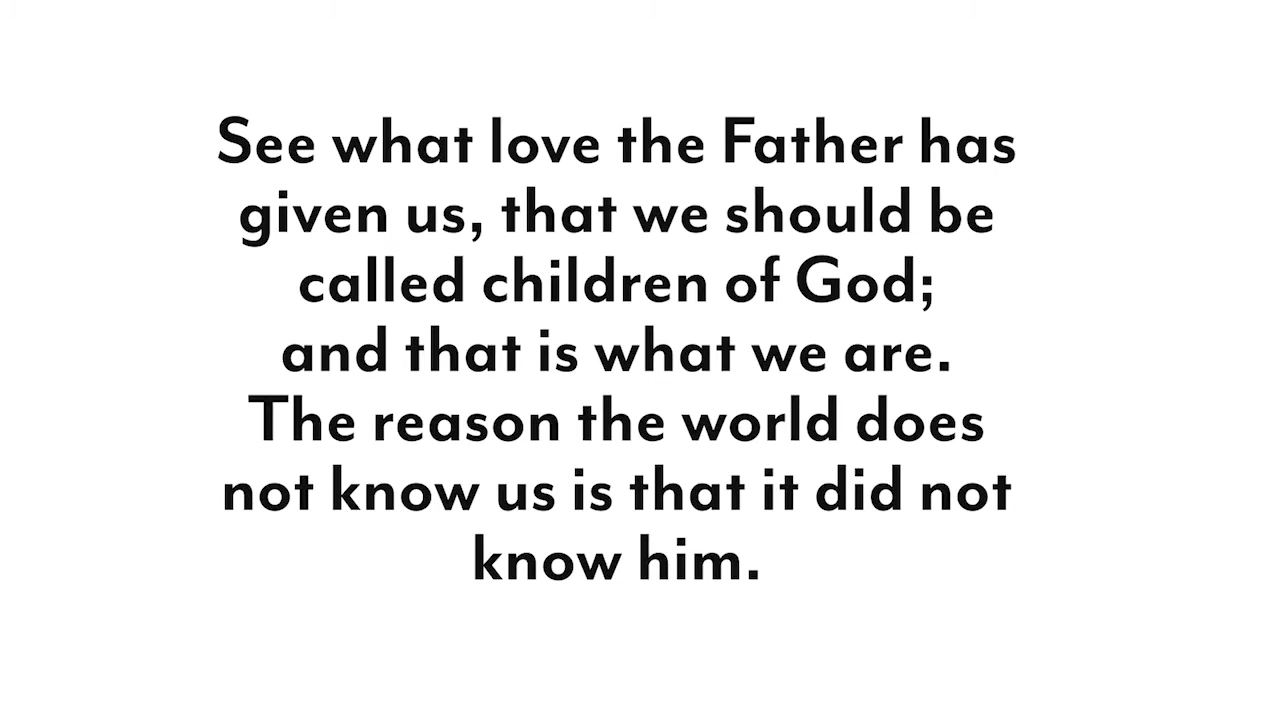 See what love the Father has
given us, that we should be
called children of God;
and that is what we are.
The reason the world does
not know us is that it did not
know him.